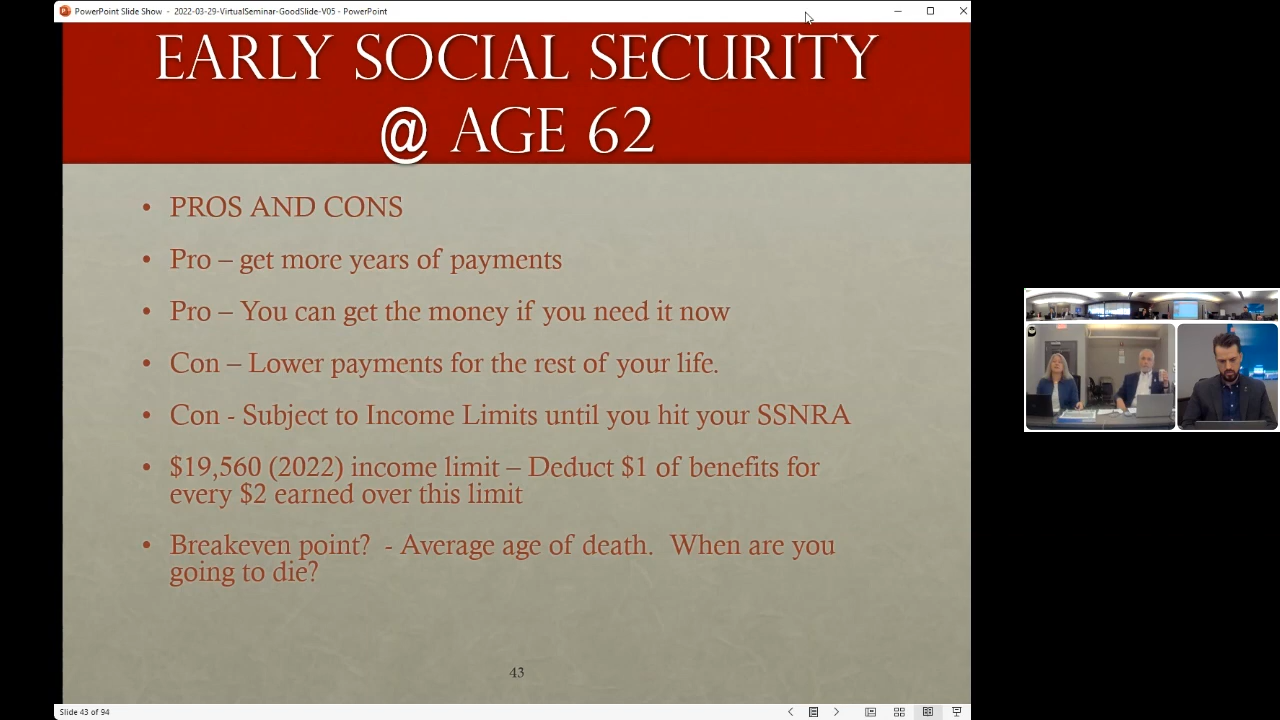 PowerPoint Slide Show - 2022-03-29-VirtualSeminar-GoodSlide-V05 - PowerPoint
EARLY SOCIAL SECURITY
@ AGE 62
• PROS AND CONS
• Pro – get more years of payments
• Pro – You can get the money if you need it now
• Con – Lower payments for the rest of your life.
• Con - Subject to Income Limits until you hit your SSNRA
• $19,560 (2022) income limit – Deduct $1 of benefits for
every $2 earned over this limit
• Breakeven point? - Average age of death. When are you
going to die?
43
Slide 43 of 94